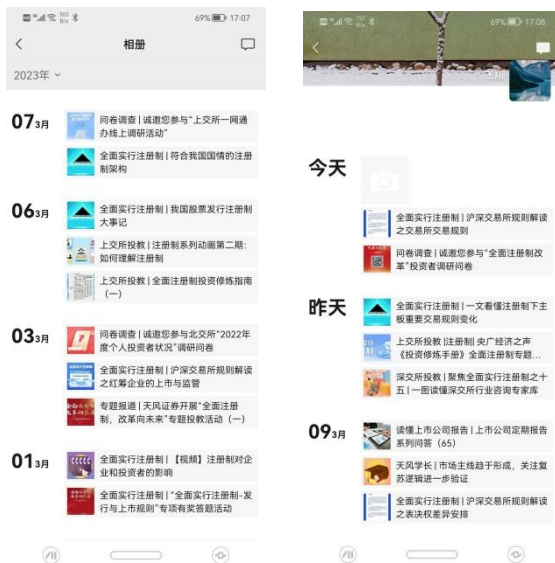 69% 17:07
相册
2023年
07 3月
问卷调查 | 诚邀您参与“上交所一网通
办线上调研活动”
全面实行注册制 | 符合我国国情的注册
制架构
06 3月
全面实行注册制 | 我国股票发行注册制
大事记
上交所投教 | 注册制系列动画第二期:
如何理解注册制
上交所投教 | 全面注册制投资修炼指南
(一)
03 3月
问卷调查 | 诚邀您参与北交所“2022年
度个人投资者状况”调研问卷
全面实行注册制 | 沪深交易所规则解读
之红筹企业的上市与监管
专题报道 | 天风证券开展“全面注册
制,改革向未来”专题投教活动(一)
01 3月
全面实行注册制 | 【视频】注册制对企
业和投资者的影响
全面实行注册制 | “全面实行注册制-发
行与上市规则”专项有奖答题活动
69% 17:08
今天
全面实行注册制 | 沪深交易所规则解读
之交易所交易规则
问卷调查 | 诚邀您参与“全面注册制改
革”投资者调研问卷
昨天
全面实行注册制 | 一文看懂注册制下主
板重要交易规则变化
上交所投教 |注册制| 央广经济之声
《投资修炼手册》全面注册制专题...
深交所投教 | 聚焦全面实行注册制之十
五 | 一图读懂深交所行业咨询专家库
09 3月
读懂上市公司报告 | 上市公司定期报告
系列问答(65)
天风学长 | 市场主线趋于形成,关注复
苏逻辑进一步验证
全面实行注册制 | 沪深交易所规则解读
之表决权差异安排